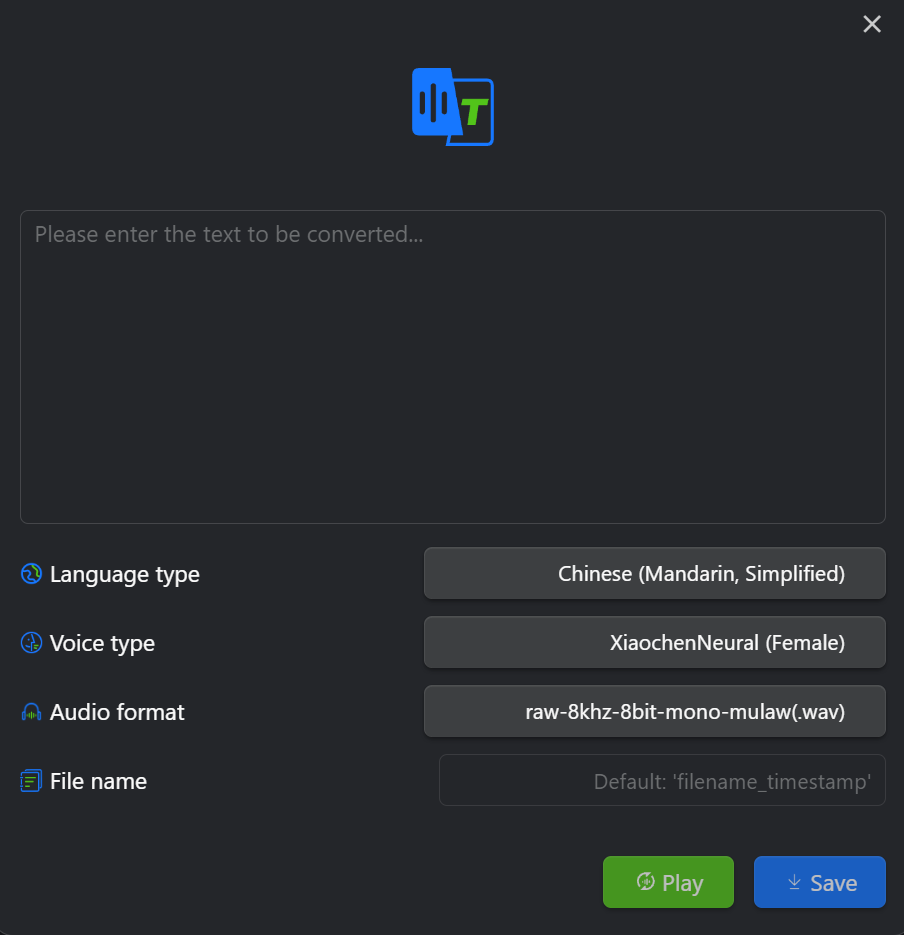 T
Please enter the text to be converted...
Language type
Chinese (Mandarin, Simplified)
Voice type
XiaochenNeural (Female)
Audio format
raw-8khz-8bit-mono-mulaw(.wav)
File name
Default: 'filename_timestamp'
Play
Save